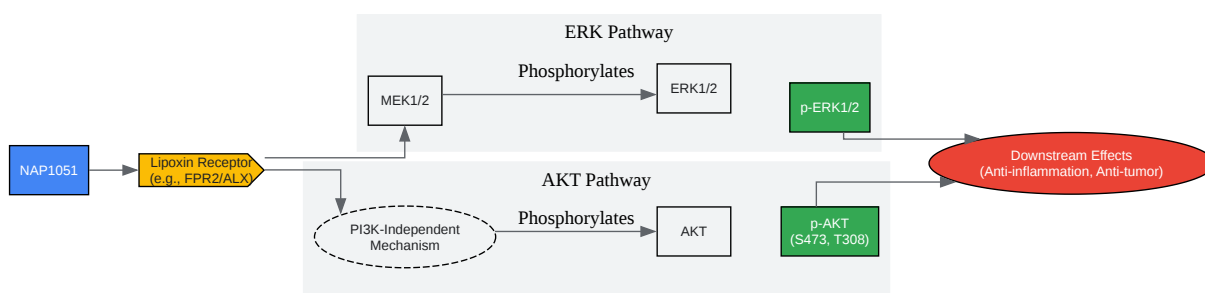 ERK Pathway
Phosphorylates
MEK1/2
ERK1/2
p-ERK1/2
NAP1051
Lipoxin Receptor
(e.g., FPR2/ALX)
Downstream Effects
(Anti-inflammation, Anti-tumor)
AKT Pathway
Phosphorylates
PI3K-Independent
Mechanism
AKT
p-AKT
(S473, T308)